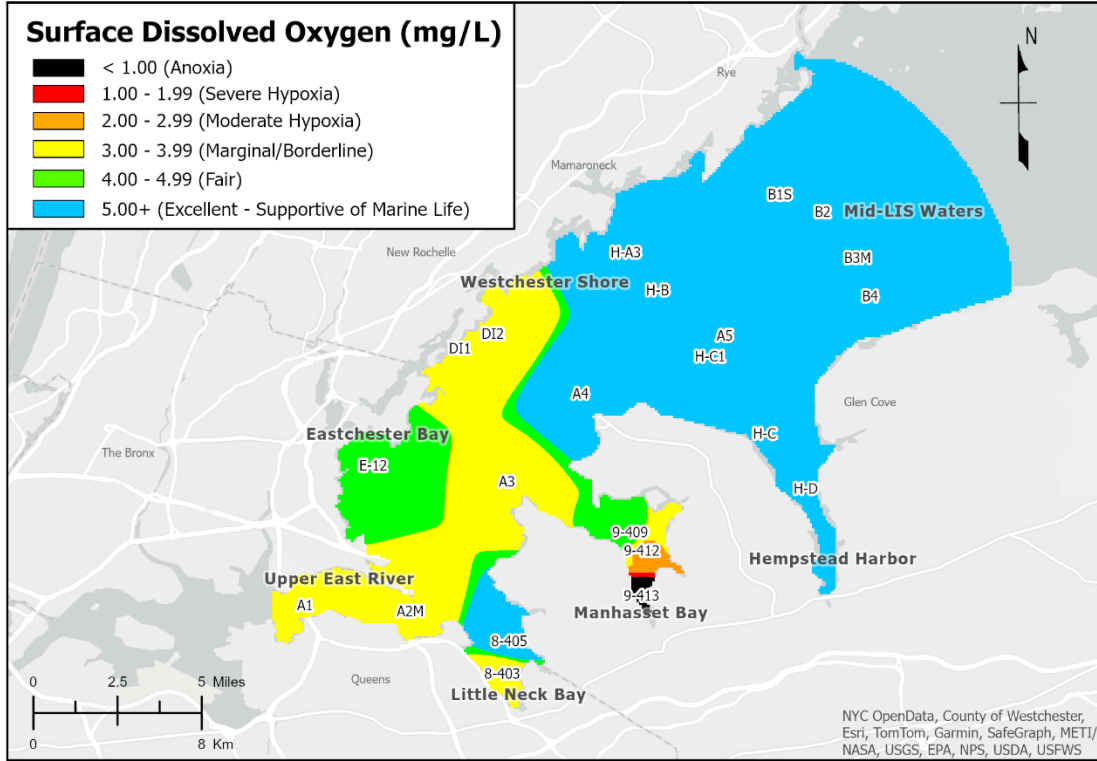 Surface Dissolved Oxygen (mg/L)
< 1.00 (Anoxia)
1.00 - 1.99 (Severe Hypoxia)
2.00 - 2.99 (Moderate Hypoxia)
3.00 - 3.99 (Marginal/Borderline)
4.00 - 4.99 (Fair)
5.00+ (Excellent - Supportive of Marine Life)
N
Rye
Mamaroneck
B1S
B2
Mid-LIS Waters
New Rochelle
H-A3
B3M
Westchester Shore
H-B
B4
DI2
DI1
A5
H-C1
A4
Glen Cove
Eastchester Bay
H-C
The Bronx
E-12
A3
H-D
9-409
9-412
Hempstead Harbor
Upper East River
9-413
A1
A2M
Manhasset Bay
8-405
8-403
Queens
Little Neck Bay
0 2.5 5 Miles
0 8 Km
NYC OpenData, County of Westchester,
Esri, TomTom, Garmin, SafeGraph, METI/
NASA, USGS, EPA, NPS, USDA, USFWS